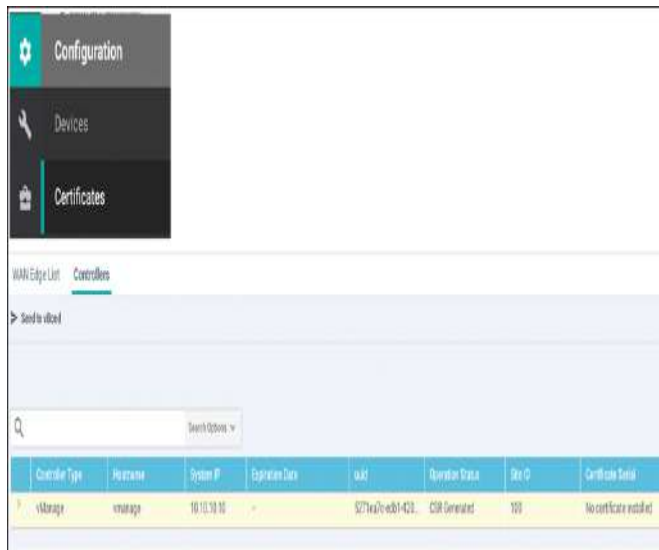 Configuration
Devices
Certificates
WAN Edge List Controllers
Send to vBond
Search Options
Controller Type Hostname System IP Expiration Date uuid Operation Status Site ID Certificate Serial
vManage vmanage 10.10.10.10 - CSR Generated 100 No certificate installed